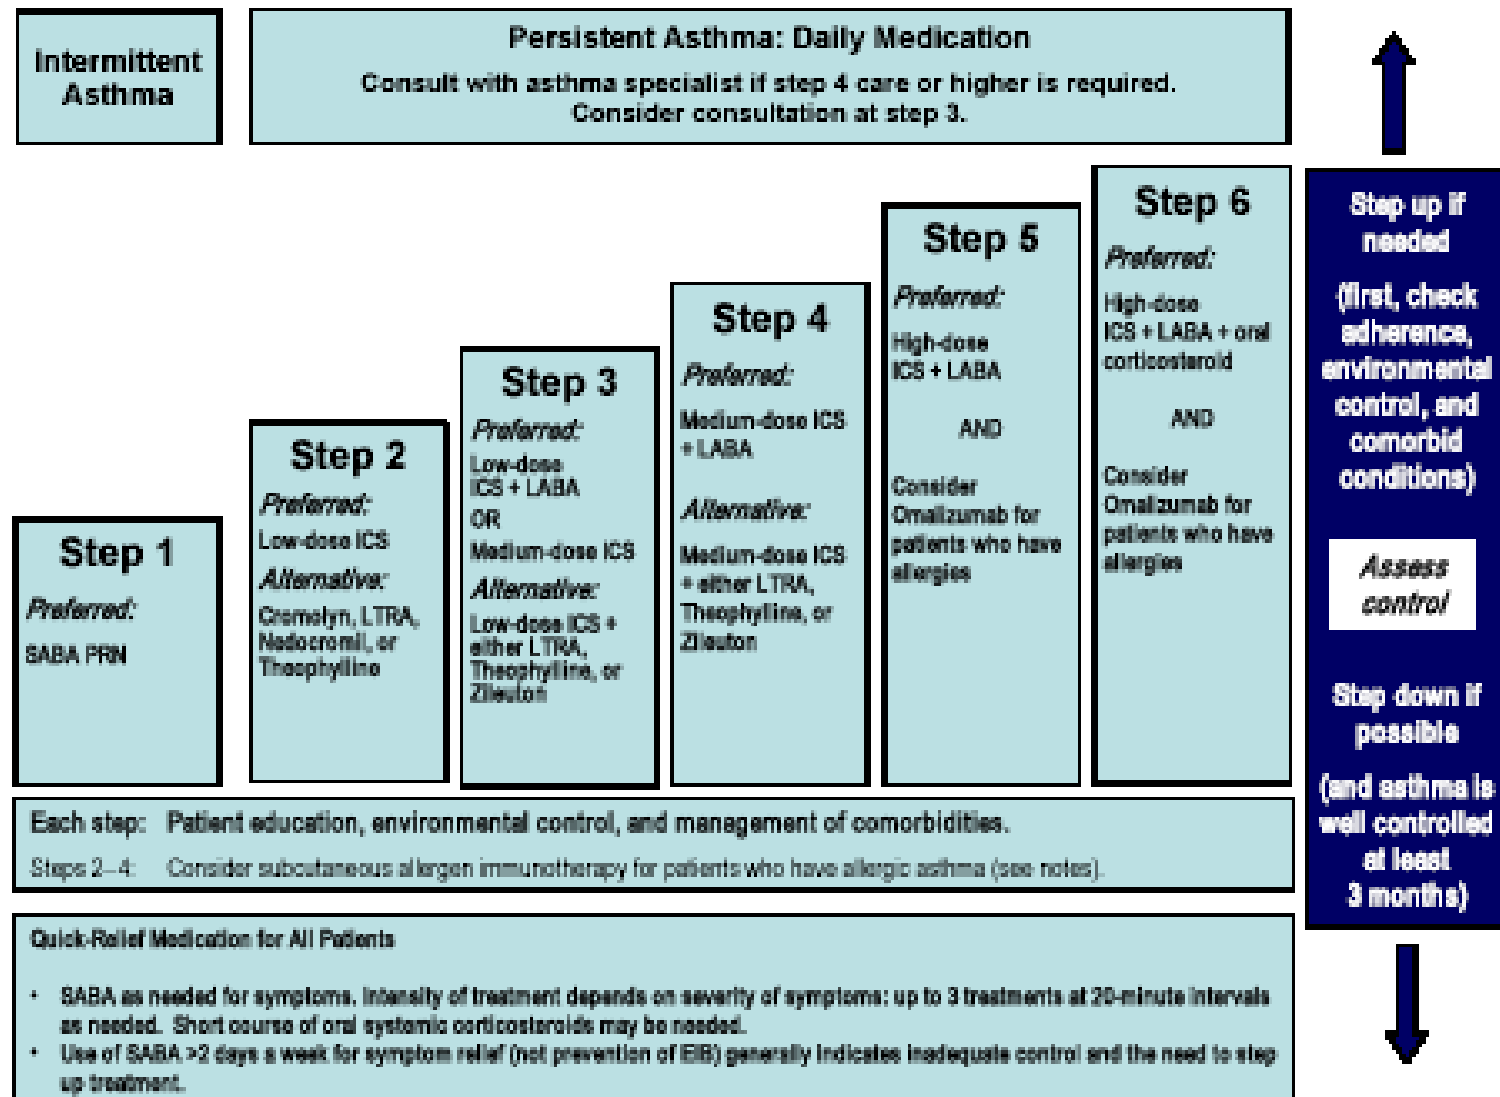 Intermittent
Asthma
Persistent Asthma: Daily Medication
Consult with asthma specialist if step 4 care or higher is required.
Consider consultation at step 3.
Step 1
Preferred:
SABA PRN
Step 2
Preferred:
Low-dose ICS
Alternative:
Cromolyn, LTRA,
Nedocromil, or
Theophylline
Step 3
Preferred:
Low-dose
ICS + LABA
OR
Medium-dose ICS
Alternative:
Low-dose ICS +
either LTRA,
Theophylline, or
Zileuton
Step 4
Preferred:
Medium-dose ICS
+ LABA
Alternative:
Medium-dose ICS
+ either LTRA,
Theophylline, or
Zileuton
Step 5
Preferred:
High-dose
ICS + LABA
AND
Consider
Omalizumab for
patients who have
allergies
Step 6
Preferred:
High-dose
ICS + LABA + oral
corticosteroid
AND
Consider
Omalizumab for
patients who have
allergies
Step up if
needed
(first, check
adherence,
environmental
control, and
comorbid
conditions)
Assess
control
Step down if
possible
(and asthma is
well controlled
at least
3 months)
Each step: Patient education, environmental control, and management of comorbidities.
Steps 2–4: Consider subcutaneous allergen immunotherapy for patients who have allergic asthma (see notes).
Quick-Relief Medication for All Patients
• SABA as needed for symptoms. Intensity of treatment depends on severity of symptoms: up to 3 treatments at 20-minute intervals
as needed. Short course of oral systemic corticosteroids may be needed.
• Use of SABA >2 days a week for symptom relief (not prevention of EIB) generally indicates inadequate control and the need to step
up treatment.